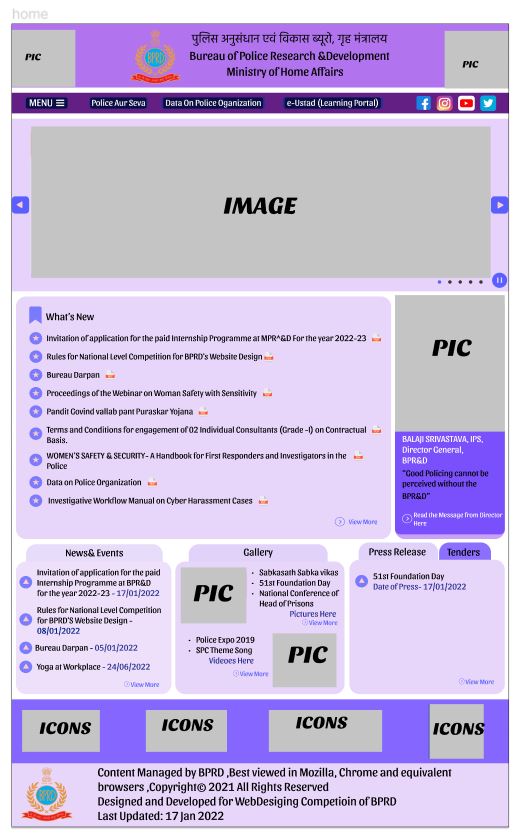 home
पुलिस अनुसंधान एवं विकास ब्यूरो, गृह मंत्रालय
PIC
BPRD
Bureau of Police Research &Development
PIC
Ministry of Home Affairs
MENU
Police Aur Seva
Data On Police Oganization
e-Ustad (Learning Portal)
IMAGE
What's New
Invitation of application for the paid Internship Programme at MPR^&D For the year 2022-23
Rules for National Level Competition for BPRD's Website Design
Bureau Darpan
Proceedings of the Webinar on Woman Safety with Sensitivity
Pandit Govind vallab pant Puraskar Yojana
Terms and Conditions for engagement of 02 Individual Consultants (Grade -I) on Contractual
Basis.
WOMEN'S SAFETY & SECURITY- A Handbook for First Responders and Investigators in the
Police
Data on Police Organization
Investigative Workflow Manual on Cyber Harassment Cases
View More
PIC
BALAJI SRIVASTAVA, IPS,
Director General,
BPR&D
"Good Policing cannot be
perceived without the
BPR&D"
Read the Message from Director
Here
News& Events
Invitation of application for the paid
Internship Programme at BPR&D
for the year 2022-23 - 17/01/2022
Rules for National Level Competition
for BPRD'S Website Design -
08/01/2022
Bureau Darpan - 05/01/2022
Yoga at Workplace - 24/06/2022
View More
Gallery
PIC
Sabkasath Sabka vikas
51st Foundation Day
National Conference of
Head of Prisons
Pictures Here
View More
Police Expo 2019
SPC Theme Song
Videoes Here
View More
PIC
Press Release
Tenders
51st Foundation Day
Date of Press- 17/01/2022
View More
ICONS
ICONS
ICONS
ICONS
BPRD
Content Managed by BPRD ,Best viewed in Mozilla, Chrome and equivalent
browsers ,Copyright© 2021 All Rights Reserved
Designed and Developed for WebDesiging Competioin of BPRD
Last Updated: 17 Jan 2022